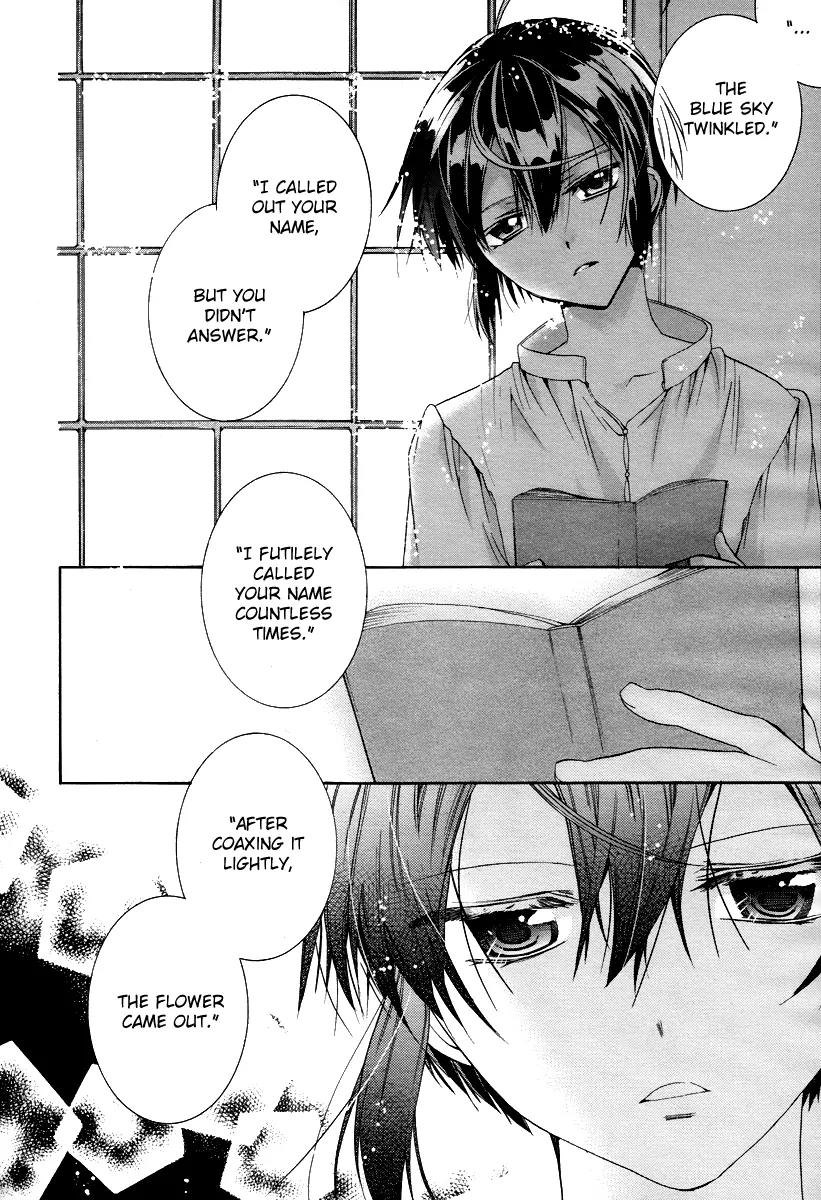 "...
THE
BLUE SKY
TWINKLED."
"I CALLED
OUT YOUR
NAME,
BUT YOU
DIDN'T
ANSWER."
"I FUTILELY
CALLED
YOUR NAME
COUNTLESS
TIMES."
"AFTER
COAXING IT
LIGHTLY,
THE FLOWER
CAME OUT."